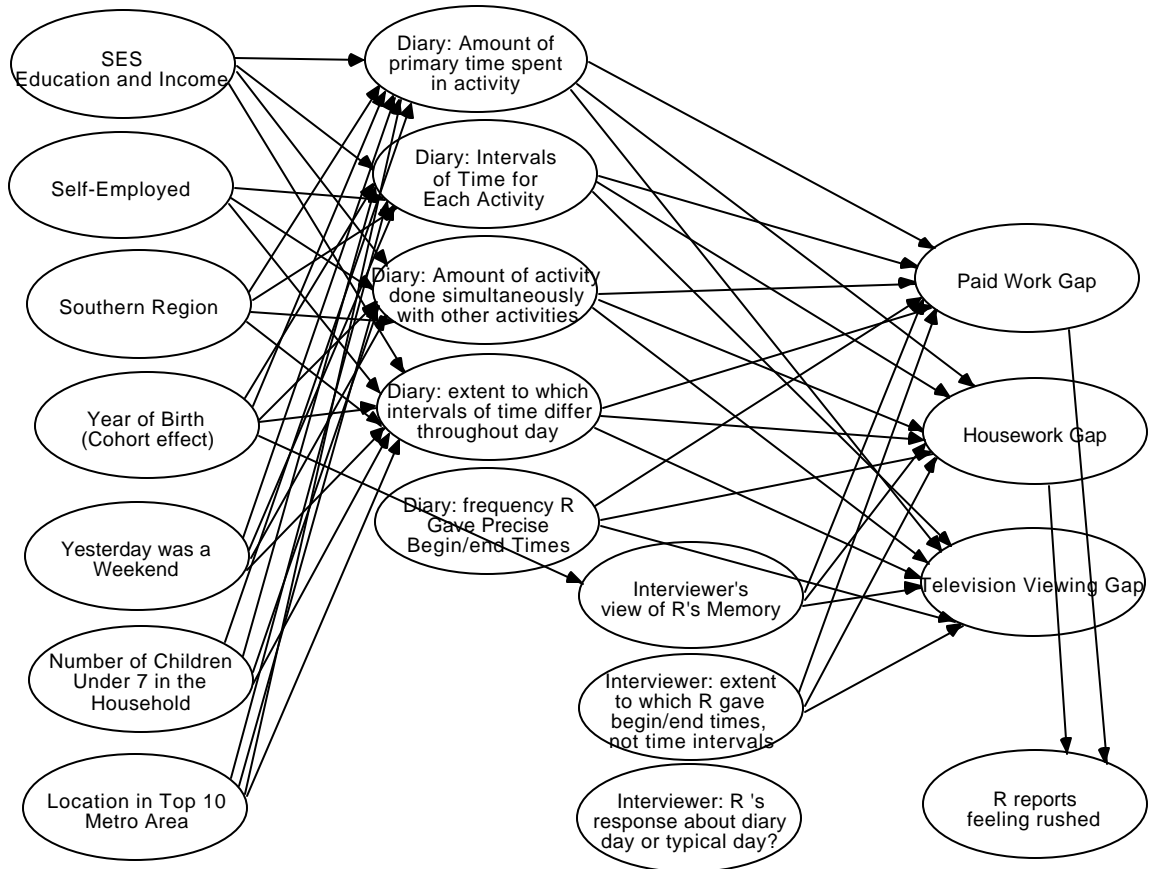 SES
Education and Income
Self-Employed
Southern Region
Year of Birth
(Cohort effect)
Yesterday was a
Weekend
Number of Children
Under 7 in the
Household
Location in Top 10
Metro Area
Diary: Amount of
primary time spent
in activity
Diary: Intervals
of Time for
Each Activity
Diary: Amount of activity
done simultaneously
with other activities
Diary: extent to which
intervals of time differ
throughout day
Diary: frequency R
Gave Precise
Begin/end Times
Interviewer's
view of R's Memory
Interviewer: extent
to which R gave
begin/end times,
not time intervals
Interviewer: R 's
response about diary
day or typical day?
Paid Work Gap
Housework Gap
Television Viewing Gap
R reports
feeling rushed